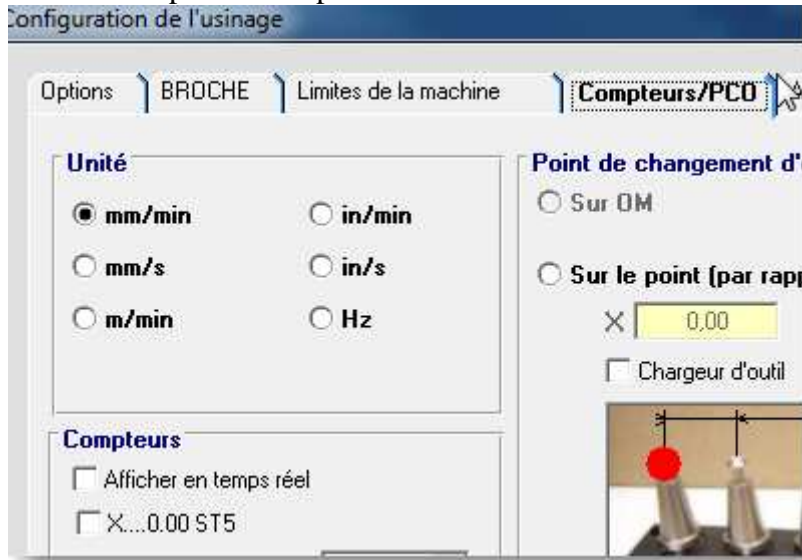 Configuration de l'usinage
Options BROCHE Limites de la machine Compteurs/PCO
Unité
mm/min in/min
mm/s in/s
m/min Hz
Point de changement
Sur OM
Sur le point (par
X 0,00
Chargeur d'outil
Compteurs
Afficher en temps réel
X....0.00 ST5